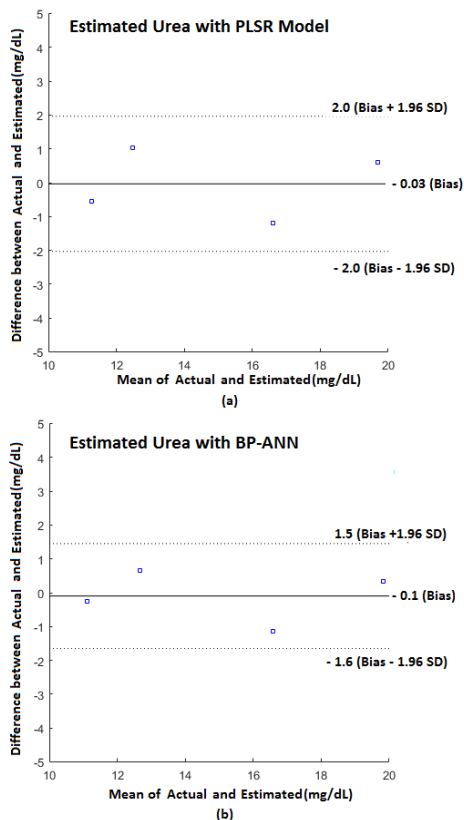 5
Estimated Urea with PLSR Model
4
3
2.0 (Bias + 1.96 SD)
2
1
0
- 0.03 (Bias)
-1
-2
- 2.0 (Bias - 1.96 SD)
-3
-4
-5
10 12 14 16 18 20
Difference between Actual and Estimated(mg/dL)
Mean of Actual and Estimated(mg/dL)
(a)
5
Estimated Urea with BP-ANN
4
3
2
1.5 (Bias +1.96 SD)
1
0
- 0.1 (Bias)
-1
-2
- 1.6 (Bias - 1.96 SD)
-3
-4
-5
10 12 14 16 18 20
Difference between Actual and Estimated(mg/dL)
Mean of Actual and Estimated(mg/dL)
(b)